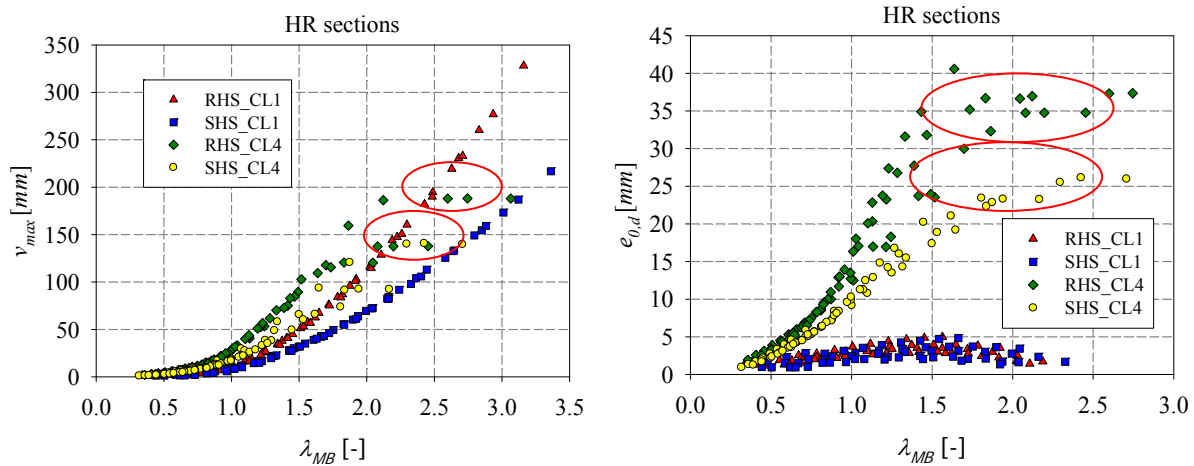 HR sections
350
300
250
200
150
100
50
0
v_max [mm]
RHS_CL1
SHS_CL1
RHS_CL4
SHS_CL4
0.0 0.5 1.0 1.5 2.0 2.5 3.0 3.5
λ_MB [-]
HR sections
45
40
35
30
25
20
15
10
5
0
e_0,d [mm]
RHS_CL1
SHS_CL1
RHS_CL4
SHS_CL4
0.0 0.5 1.0 1.5 2.0 2.5 3.0
λ_MB [-]